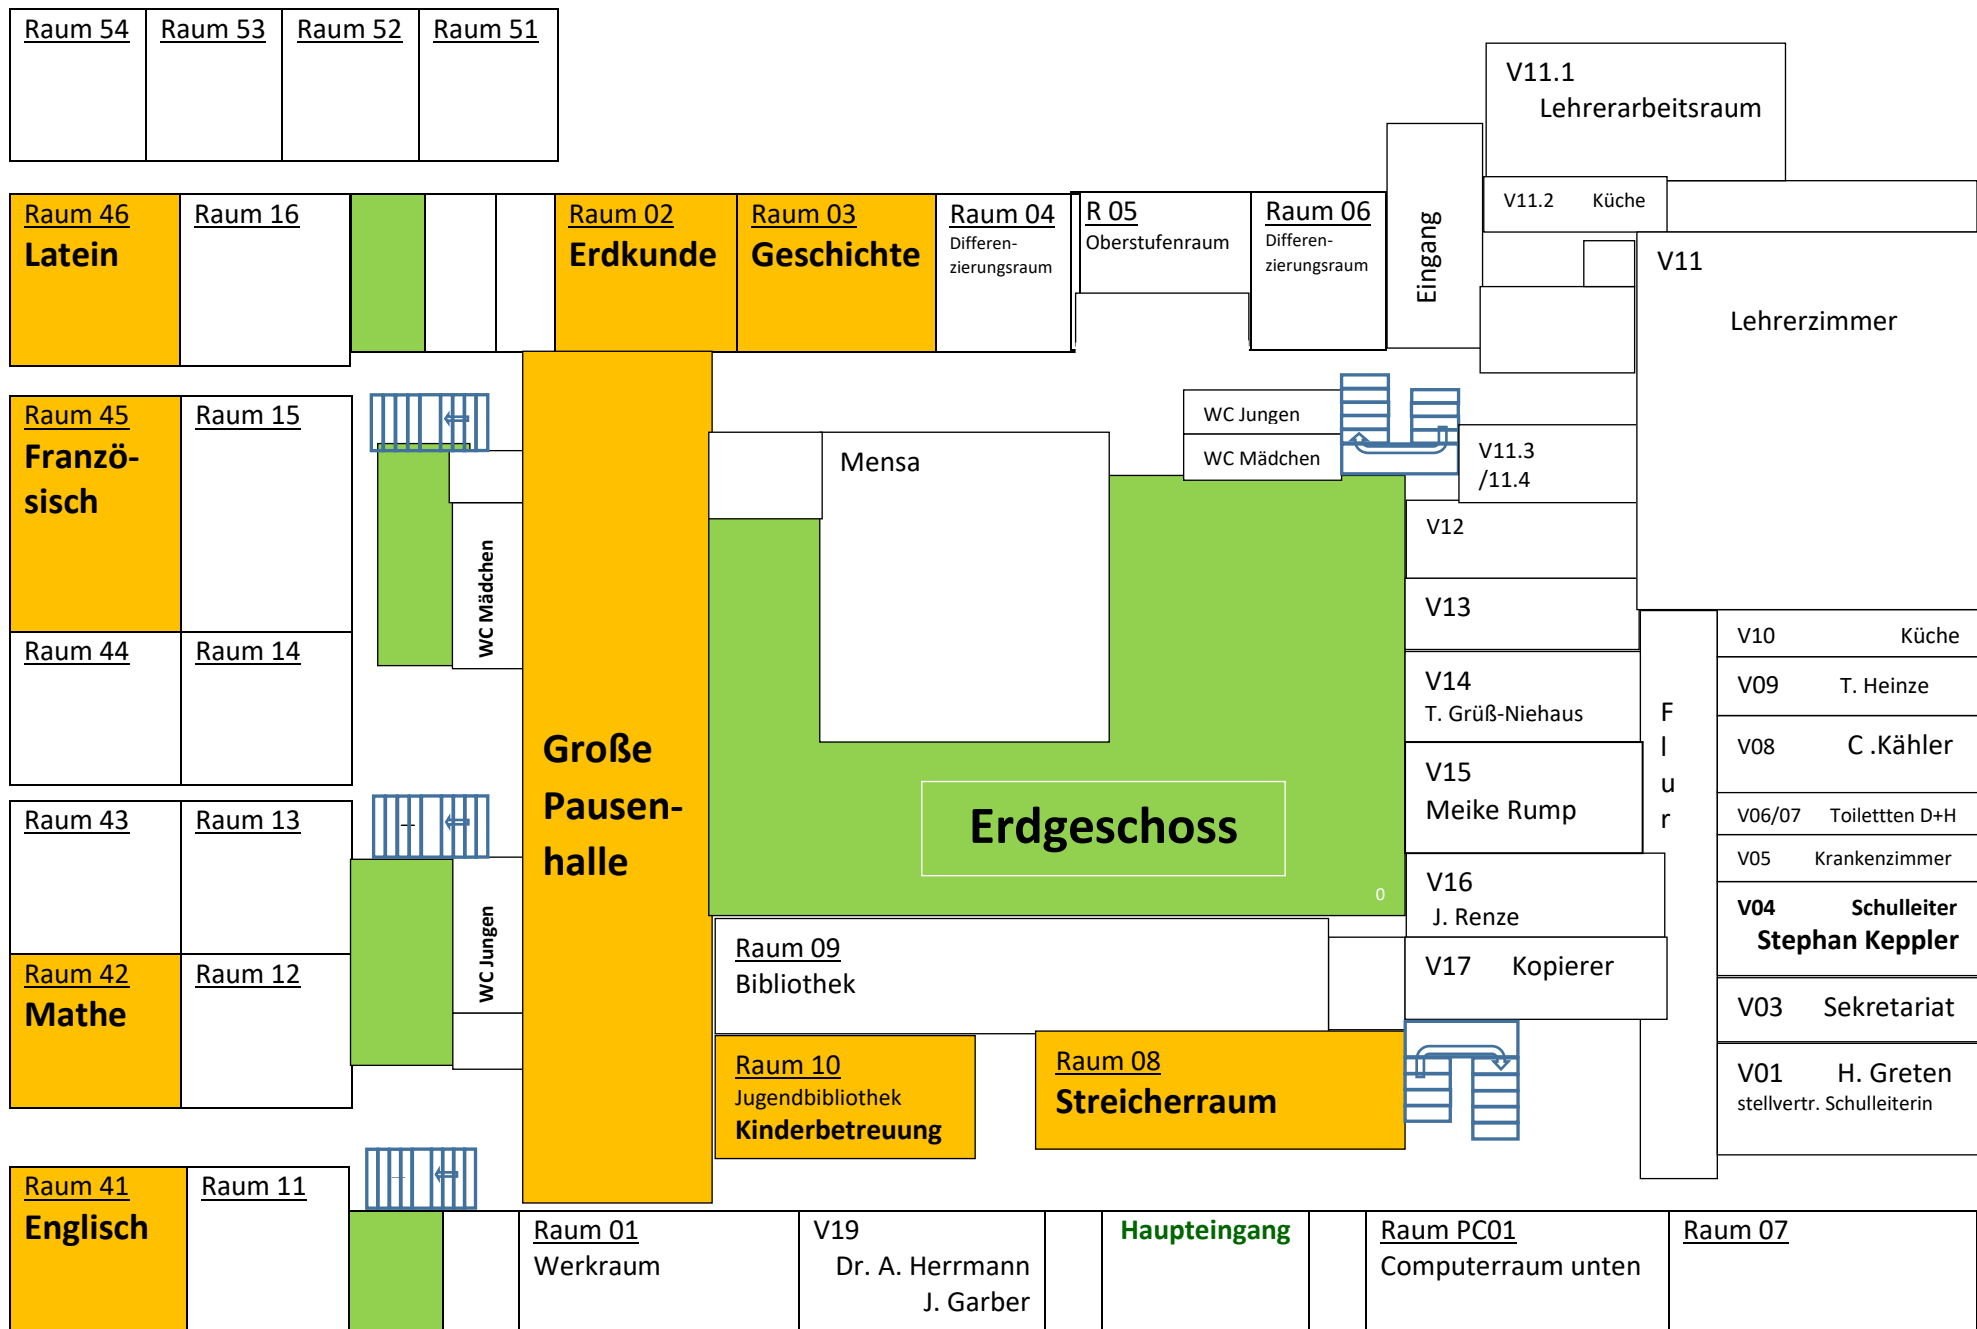 Raum 54
Raum 53
Raum 52
Raum 51
V11.1
Lehrerarbeitsraum
Raum 46
Latein
Raum 16
Raum 02
Erdkunde
Raum 03
Geschichte
Raum 04
Differen-
zierungsraum
R 05
Oberstufenraum
Raum 06
Differen-
zierungsraum
Eingang
V11.2 Küche
V11
Lehrerzimmer
Raum 45
Franzö-
sisch
Raum 15
WC Mädchen
Mensa
WC Jungen
WC Mädchen
V11.3
/11.4
V12
V13
Raum 44
Raum 14
V14
T. Grüß-Niehaus
Flur
V10 Küche
V09 T. Heinze
V08 C .Kähler
Große
Pausen-
halle
Erdgeschoss
0
V15
Meike Rump
V06/07 Toilettten D+H
V05 Krankenzimmer
Raum 43
Raum 13
WC Jungen
V16
J. Renze
V04 Schulleiter
Stephan Keppler
Raum 42
Mathe
Raum 12
Raum 09
Bibliothek
V17 Kopierer
V03 Sekretariat
Raum 10
Jugendbibliothek
Kinderbetreuung
Raum 08
Streicherraum
V01 H. Greten
stellvertr. Schulleiterin
Raum 41
Englisch
Raum 11
Raum 01
Werkraum
V19
Dr. A. Herrmann
J. Garber
Haupteingang
Raum PC01
Computerraum unten
Raum 07